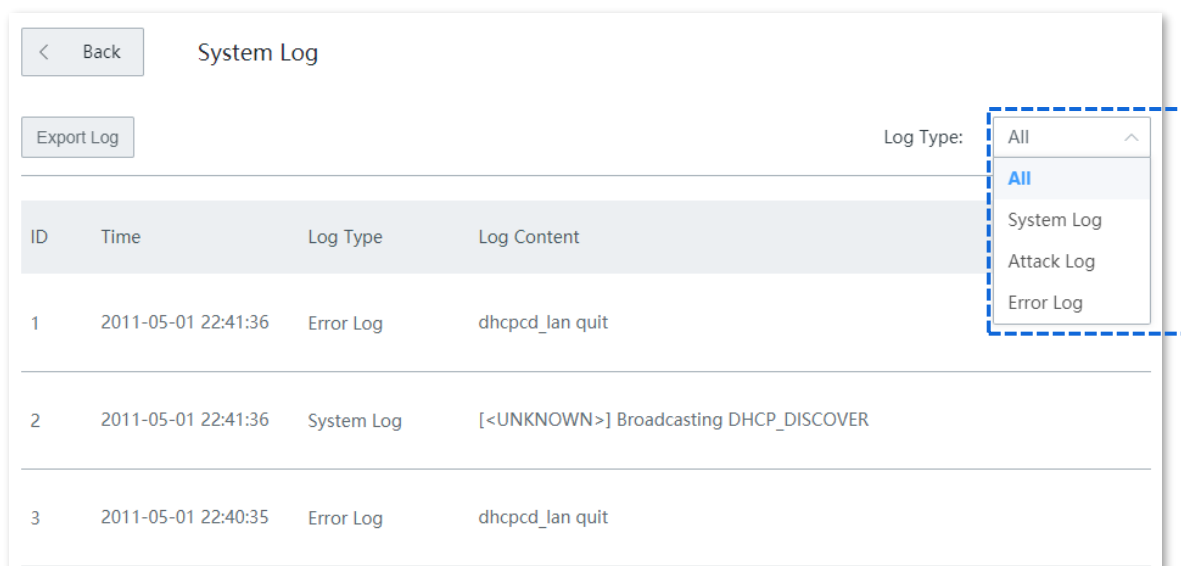 Back System Log
Export Log Log Type: All
All
System Log
Attack Log
Error Log
ID Time Log Type Log Content
1 2011-05-01 22:41:36 Error Log dhcpcd_lan quit
2 2011-05-01 22:41:36 System Log [<UNKNOWN>] Broadcasting DHCP_DISCOVER
3 2011-05-01 22:40:35 Error Log dhcpcd_lan quit